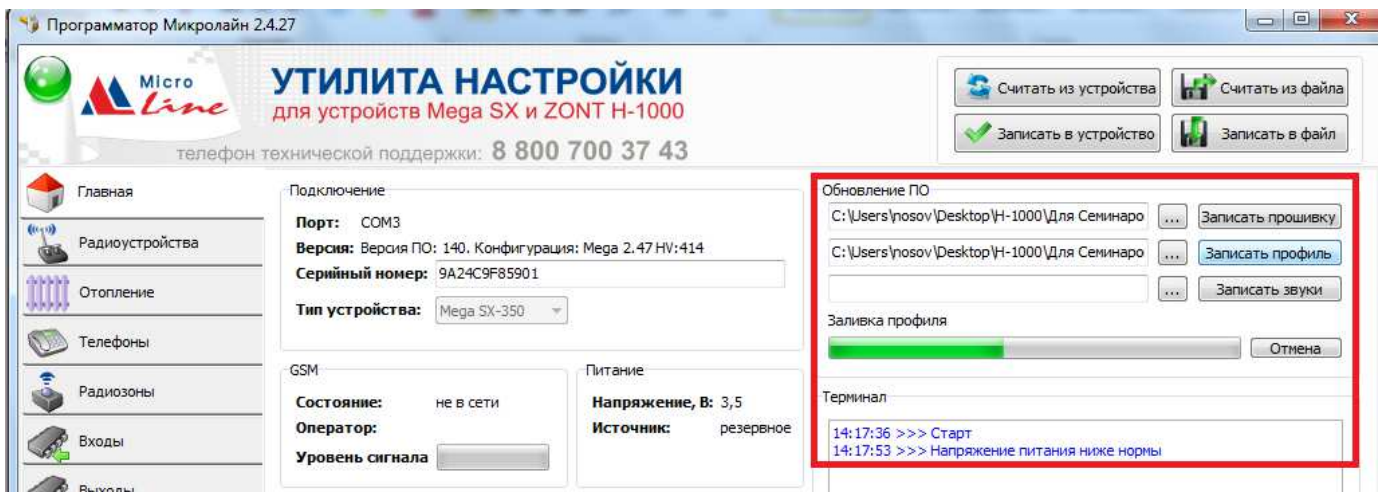 Программатор Микролайн 2.4.27
Micro
Line
УТИЛИТА НАСТРОЙКИ
для устройств Mega SX и ZONT H-1000
телефон технической поддержки: 8 800 700 37 43
Считать из устройства
Считать из файла
Записать в устройство
Записать в файл
Главная
Радиоустройства
Отопление
Телефоны
Радиозоны
Входы
Выходы
Подключение
Порт: COM3
Версия: Версия ПО: 140. Конфигурация: Mega 2.47 HV:414
Серийный номер: 9A24C9F85901
Тип устройства: Mega SX-350
GSM
Состояние: не в сети
Оператор:
Уровень сигнала
Питание
Напряжение, В: 3,5
Источник: резервное
Обновление ПО
C:\Users\nosov\Desktop\H-1000\Для Семинаро ... Записать прошивку
C:\Users\nosov\Desktop\H-1000\Для Семинаро ... Записать профиль
... Записать звуки
Заливка профиля
Отмена
Терминал
14:17:36 >>> Старт
14:17:53 >>> Напряжение питания ниже нормы